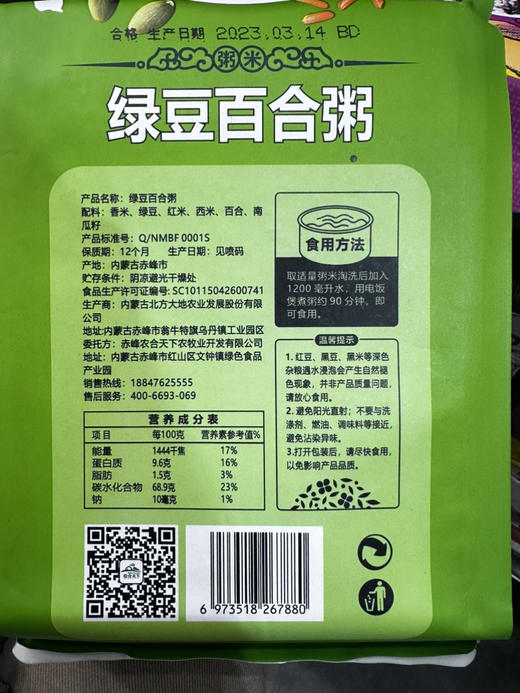 合格 生产日期 2023.03.14 BD
粥米
绿豆百合粥
产品名称：绿豆百合粥
配料：香米、绿豆、红米、西米、百合、南
瓜籽
产品标准号：Q/NMBF 0001S
保质期：12个月 生产日期：见喷码
产地：内蒙古赤峰市
贮存条件：阴凉避光干燥处
食品生产许可证编号：SC10115042600741
生产商：内蒙古北方大地农业发展股份有限
公司
地址:内蒙古赤峰市翁牛特旗乌丹镇工业园区
委托方：赤峰农合天下农牧业开发有限公司
地址：内蒙古赤峰市红山区文钟镇绿色食品
产业园
销售热线：18847625555
售后服务：400-6693-069
食用方法
取适量粥米淘洗后加入
1200 毫升水，用电饭
煲煮粥约 90 分钟，即
可食用。
温馨提示
1. 红豆、黑豆、黑米等深色
杂粮遇水浸泡会产生自然褪
色现象，并非产品质量问题，
请放心食用。
2. 避免阳光直射；不要与洗
涤剂、燃油、调味料等接近，
避免沾染异味。
3.打开包装后，请尽快食用，
以免影响产品品质。
营养成分表
项目 每100克 营养素参考值%
能量 1444千焦 17%
蛋白质 9.6克 16%
脂肪 1.5克 3%
碳水化合物 68.9克 23%
钠 10毫克 1%
农合天下
6 973518 267880